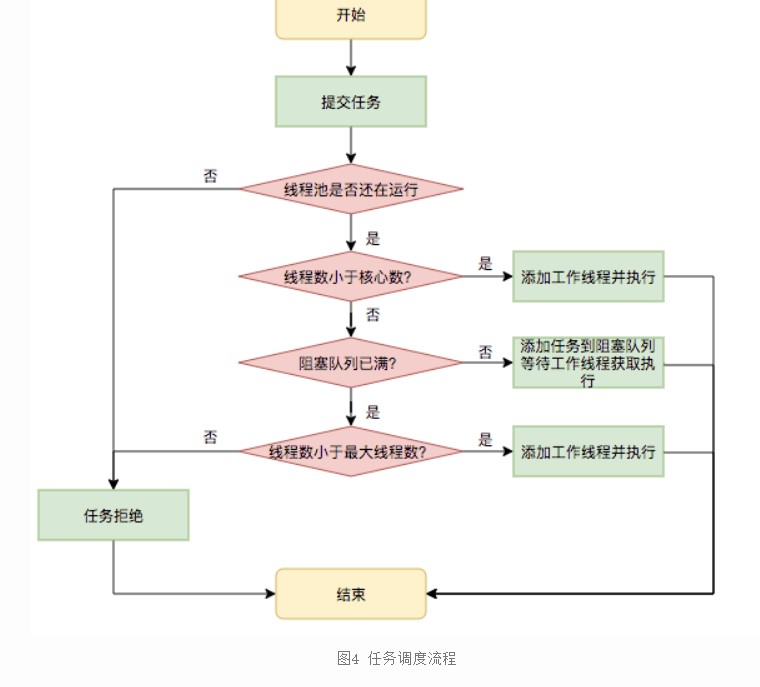 开始
提交任务
否
线程池是否还在运行
是
线程数小于核心数?
是
添加工作线程并执行
否
阻塞队列已满?
否
添加任务到阻塞队列
等待工作线程获取执
行
是
否
线程数小于最大线程数?
是
添加工作线程并执行
任务拒绝
结束
图4 任务调度流程